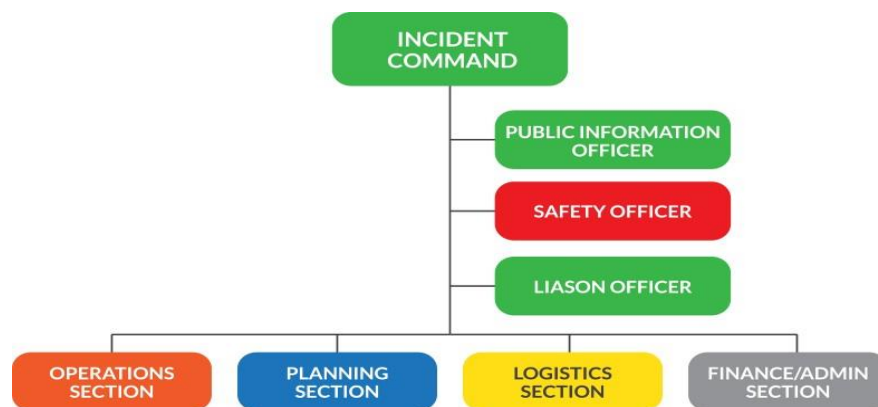 INCIDENT
COMMAND
PUBLIC INFORMATION
OFFICER
SAFETY OFFICER
LIASON OFFICER
OPERATIONS
SECTION
PLANNING
SECTION
LOGISTICS
SECTION
FINANCE/ADMIN
SECTION